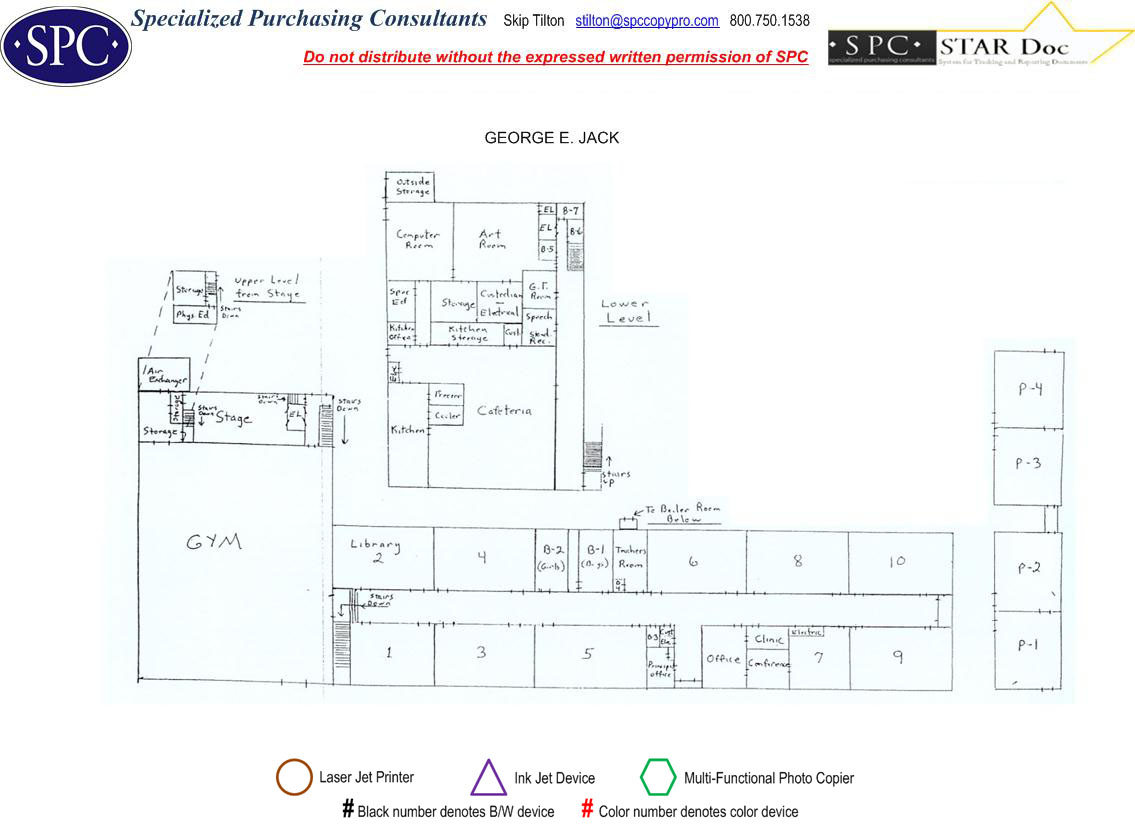 Specialized Purchasing Consultants Skip Tilton stilton@spccopypro.com 800.750.1538
·SPC·
Do not distribute without the expressed written permission of SPC
·SPC· STAR Doc
specialized purchasing consultants System for Tracking and Reporting Documents
GEORGE E. JACK
Outside
Storage
Computer
Room
Art
Room
EL
B-7
EL
B-6
B-5
Spec
Ed
Storage
Custodian
Electrical
G.T.
Room
Speech
Kitchen
Office
Kitchen
Storage
Cust
Stud.
Rec.
Freezer
Cooler
Kitchen
Cafeteria
Stairs
up
Lower
Level
Storage
Phys Ed
Stairs
Down
Upper Level
from Stage
Air
Exchanger
Storage
Storage
Stairs
Down
Stage
Stairs
Down
EL
Stairs
Down
GYM
To Boiler Room
Below
Library
2
4
B-2
(Girls)
B-1
(Boys)
Teachers
Room
B-4
6
8
10
Stairs
Down
1
3
5
B-3
Cust
Ele
Principal
Office
Office
Clinic
Conference
Electric
7
9
P-4
P-3
P-2
P-1
Laser Jet Printer
Ink Jet Device
Multi-Functional Photo Copier
# Black number denotes B/W device
# Color number denotes color device